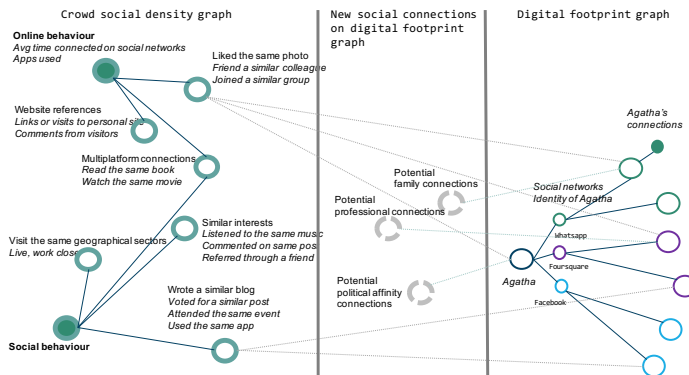 Crowd social density graph
New social connections
on digital footprint
graph
Digital footprint graph
Online behaviour
Avg time connected on social networks
Apps used
Liked the same photo
Friend a similar colleague
Joined a similar group
Website references
Links or visits to personal site
Comments from visitors
Multiplatform connections
Read the same book
Watch the same movie
Similar interests
Listened to the same music
Commented on same pos
Referred through a friend
Visit the same geographical sectors
Live, work close
Wrote a similar blog
Voted for a similar post
Attended the same event
Used the same app
Social behaviour
Potential
family connections
Potential
professional connections
Potential
political affinity
connections
Agatha's
connections
Social networks
Identity of Agatha
Whatsapp
Foursquare
Agatha
Facebook